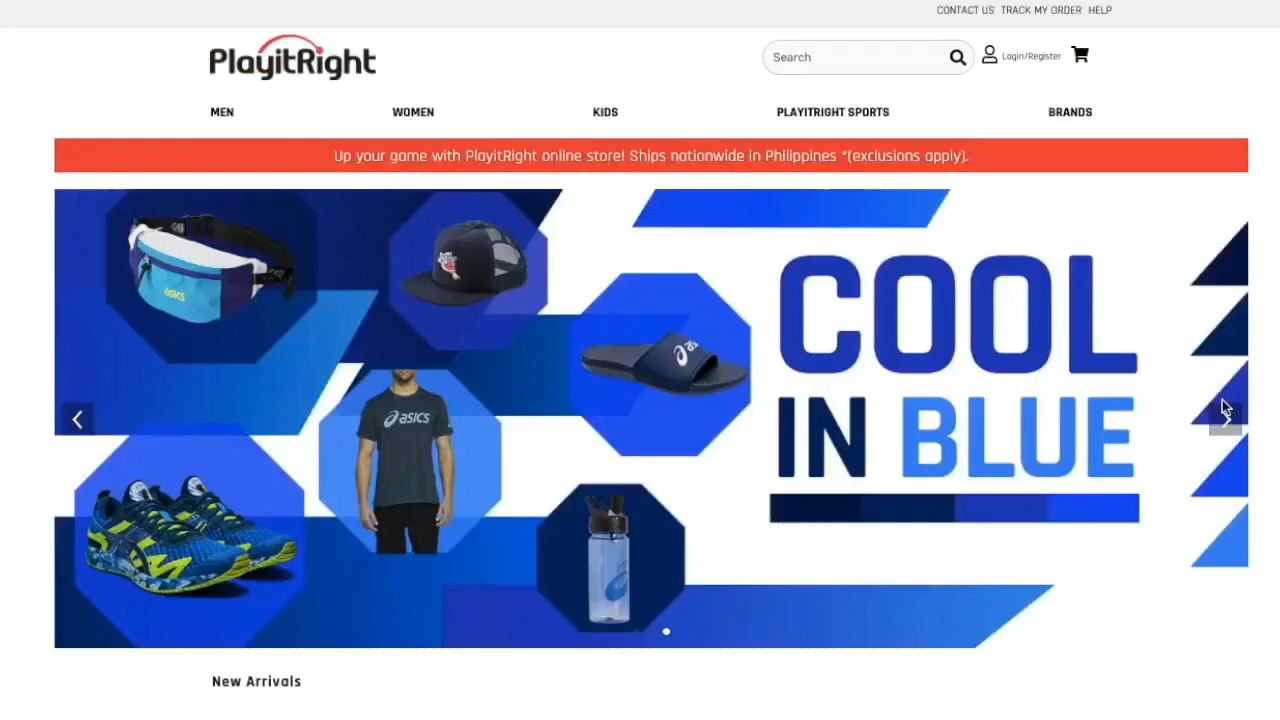 CONTACT US TRACK MY ORDER HELP
PlayitRight
Search
Login/Register
MEN WOMEN KIDS PLAYITRIGHT SPORTS BRANDS
Up your game with PlayitRight online store! Ships nationwide in Philippines *(exclusions apply).
asics
COOL
IN BLUE
asics
New Arrivals